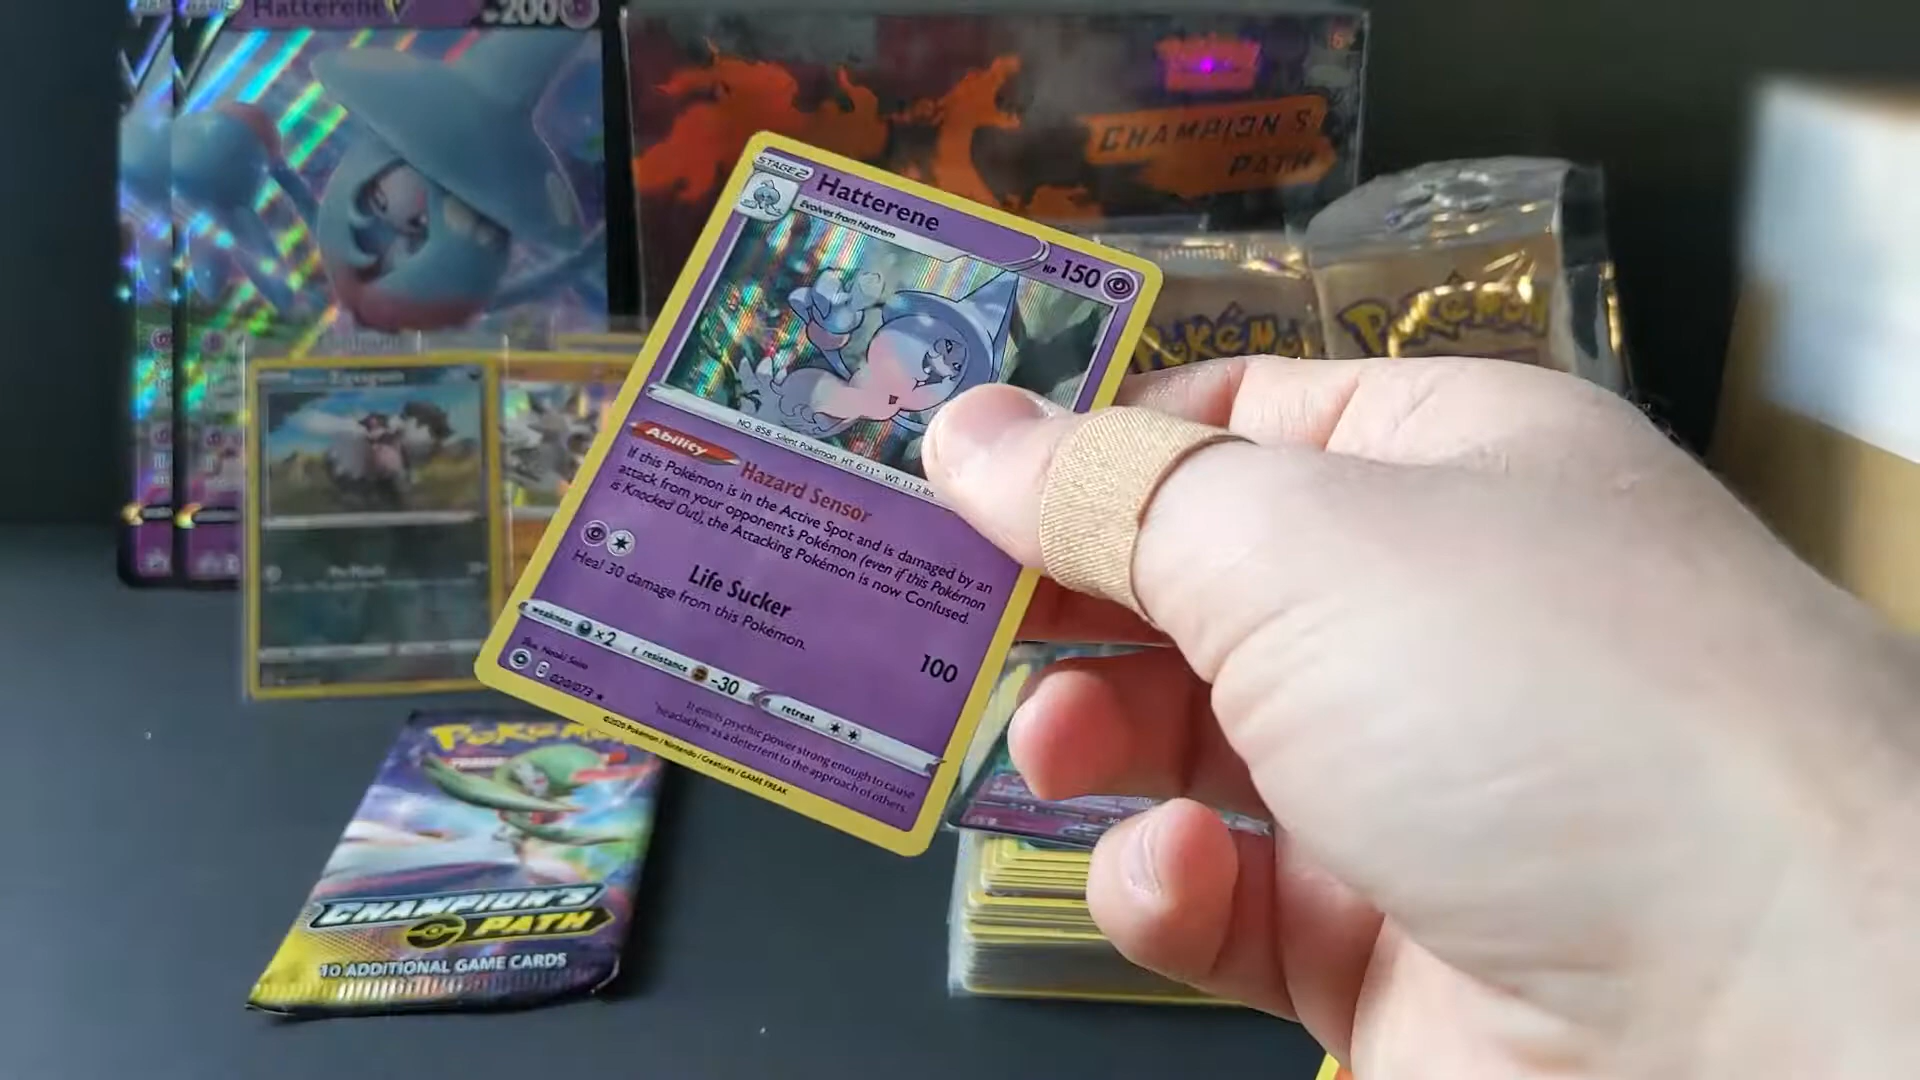 Hatterene
200
CHAMPION'S
PATH
STAGE 2
Hatterene
Evolves from Hattrem
HP 150
Pokémon
Pokémon
NO. 858 Silent Pokémon HT: 6'11" WT: 11.2 lbs.
Ability Hazard Sensor
If this Pokémon is in the Active Spot and is damaged by an
attack from your opponent's Pokémon (even if this Pokémon
is Knocked Out), the Attacking Pokémon is now Confused.
Life Sucker
100
Heal 30 damage from this Pokémon.
weakness ×2 resistance -30 retreat
020/073
It emits psychic power strong enough to cause
headaches as a deterrent to the approach of others.
©2020 Pokémon / Nintendo / Creatures / GAME FREAK
Pokémon
CHAMPION'S
PATH
10 ADDITIONAL GAME CARDS